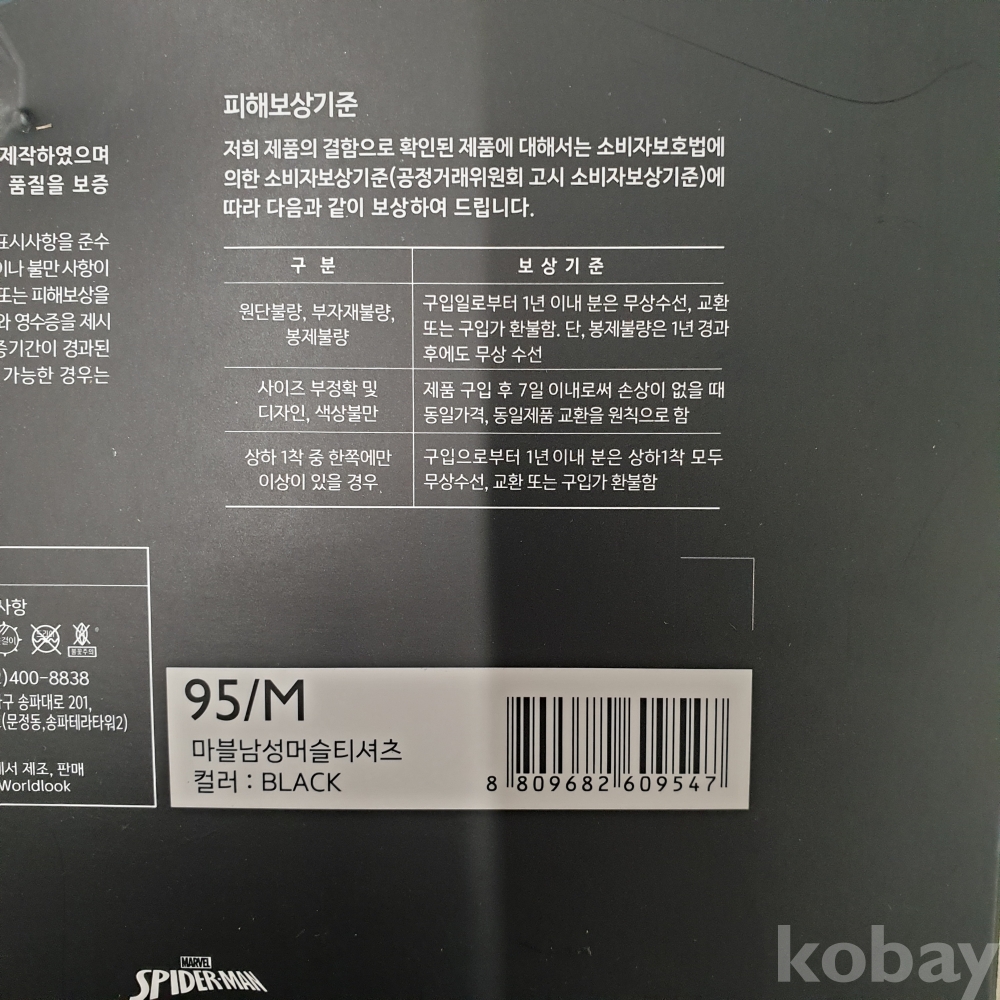 제작하였으며
품질을 보증
표시사항을 준수
이나 불만 사항이
또는 피해보상을
와 영수증을 제시
증기간이 경과된
가능한 경우는
피해보상기준
저희 제품의 결함으로 확인된 제품에 대해서는 소비자보호법에
의한 소비자보상기준(공정거래위원회 고시 소비자보상기준)에
따라 다음과 같이 보상하여 드립니다.
구 분
보 상 기 준
원단불량, 부자재불량,
봉제불량
구입일로부터 1년 이내 분은 무상수선, 교환
또는 구입가 환불함. 단, 봉제불량은 1년 경과
후에도 무상 수선
사이즈 부정확 및
디자인, 색상불만
제품 구입 후 7일 이내로써 손상이 없을 때
동일가격, 동일제품 교환을 원칙으로 함
상하 1착 중 한쪽에만
이상이 있을 경우
구입으로부터 1년 이내 분은 상하1착 모두
무상수선, 교환 또는 구입가 환불함
사항
불꽃주의
)400-8838
구 송파대로 201,
(문정동,송파테라타워2)
에서 제조, 판매
Worldlook
95/M
마블남성머슬티셔츠
컬러 : BLACK
8 809682 609547
MARVEL
SPIDER-MAN
kobay